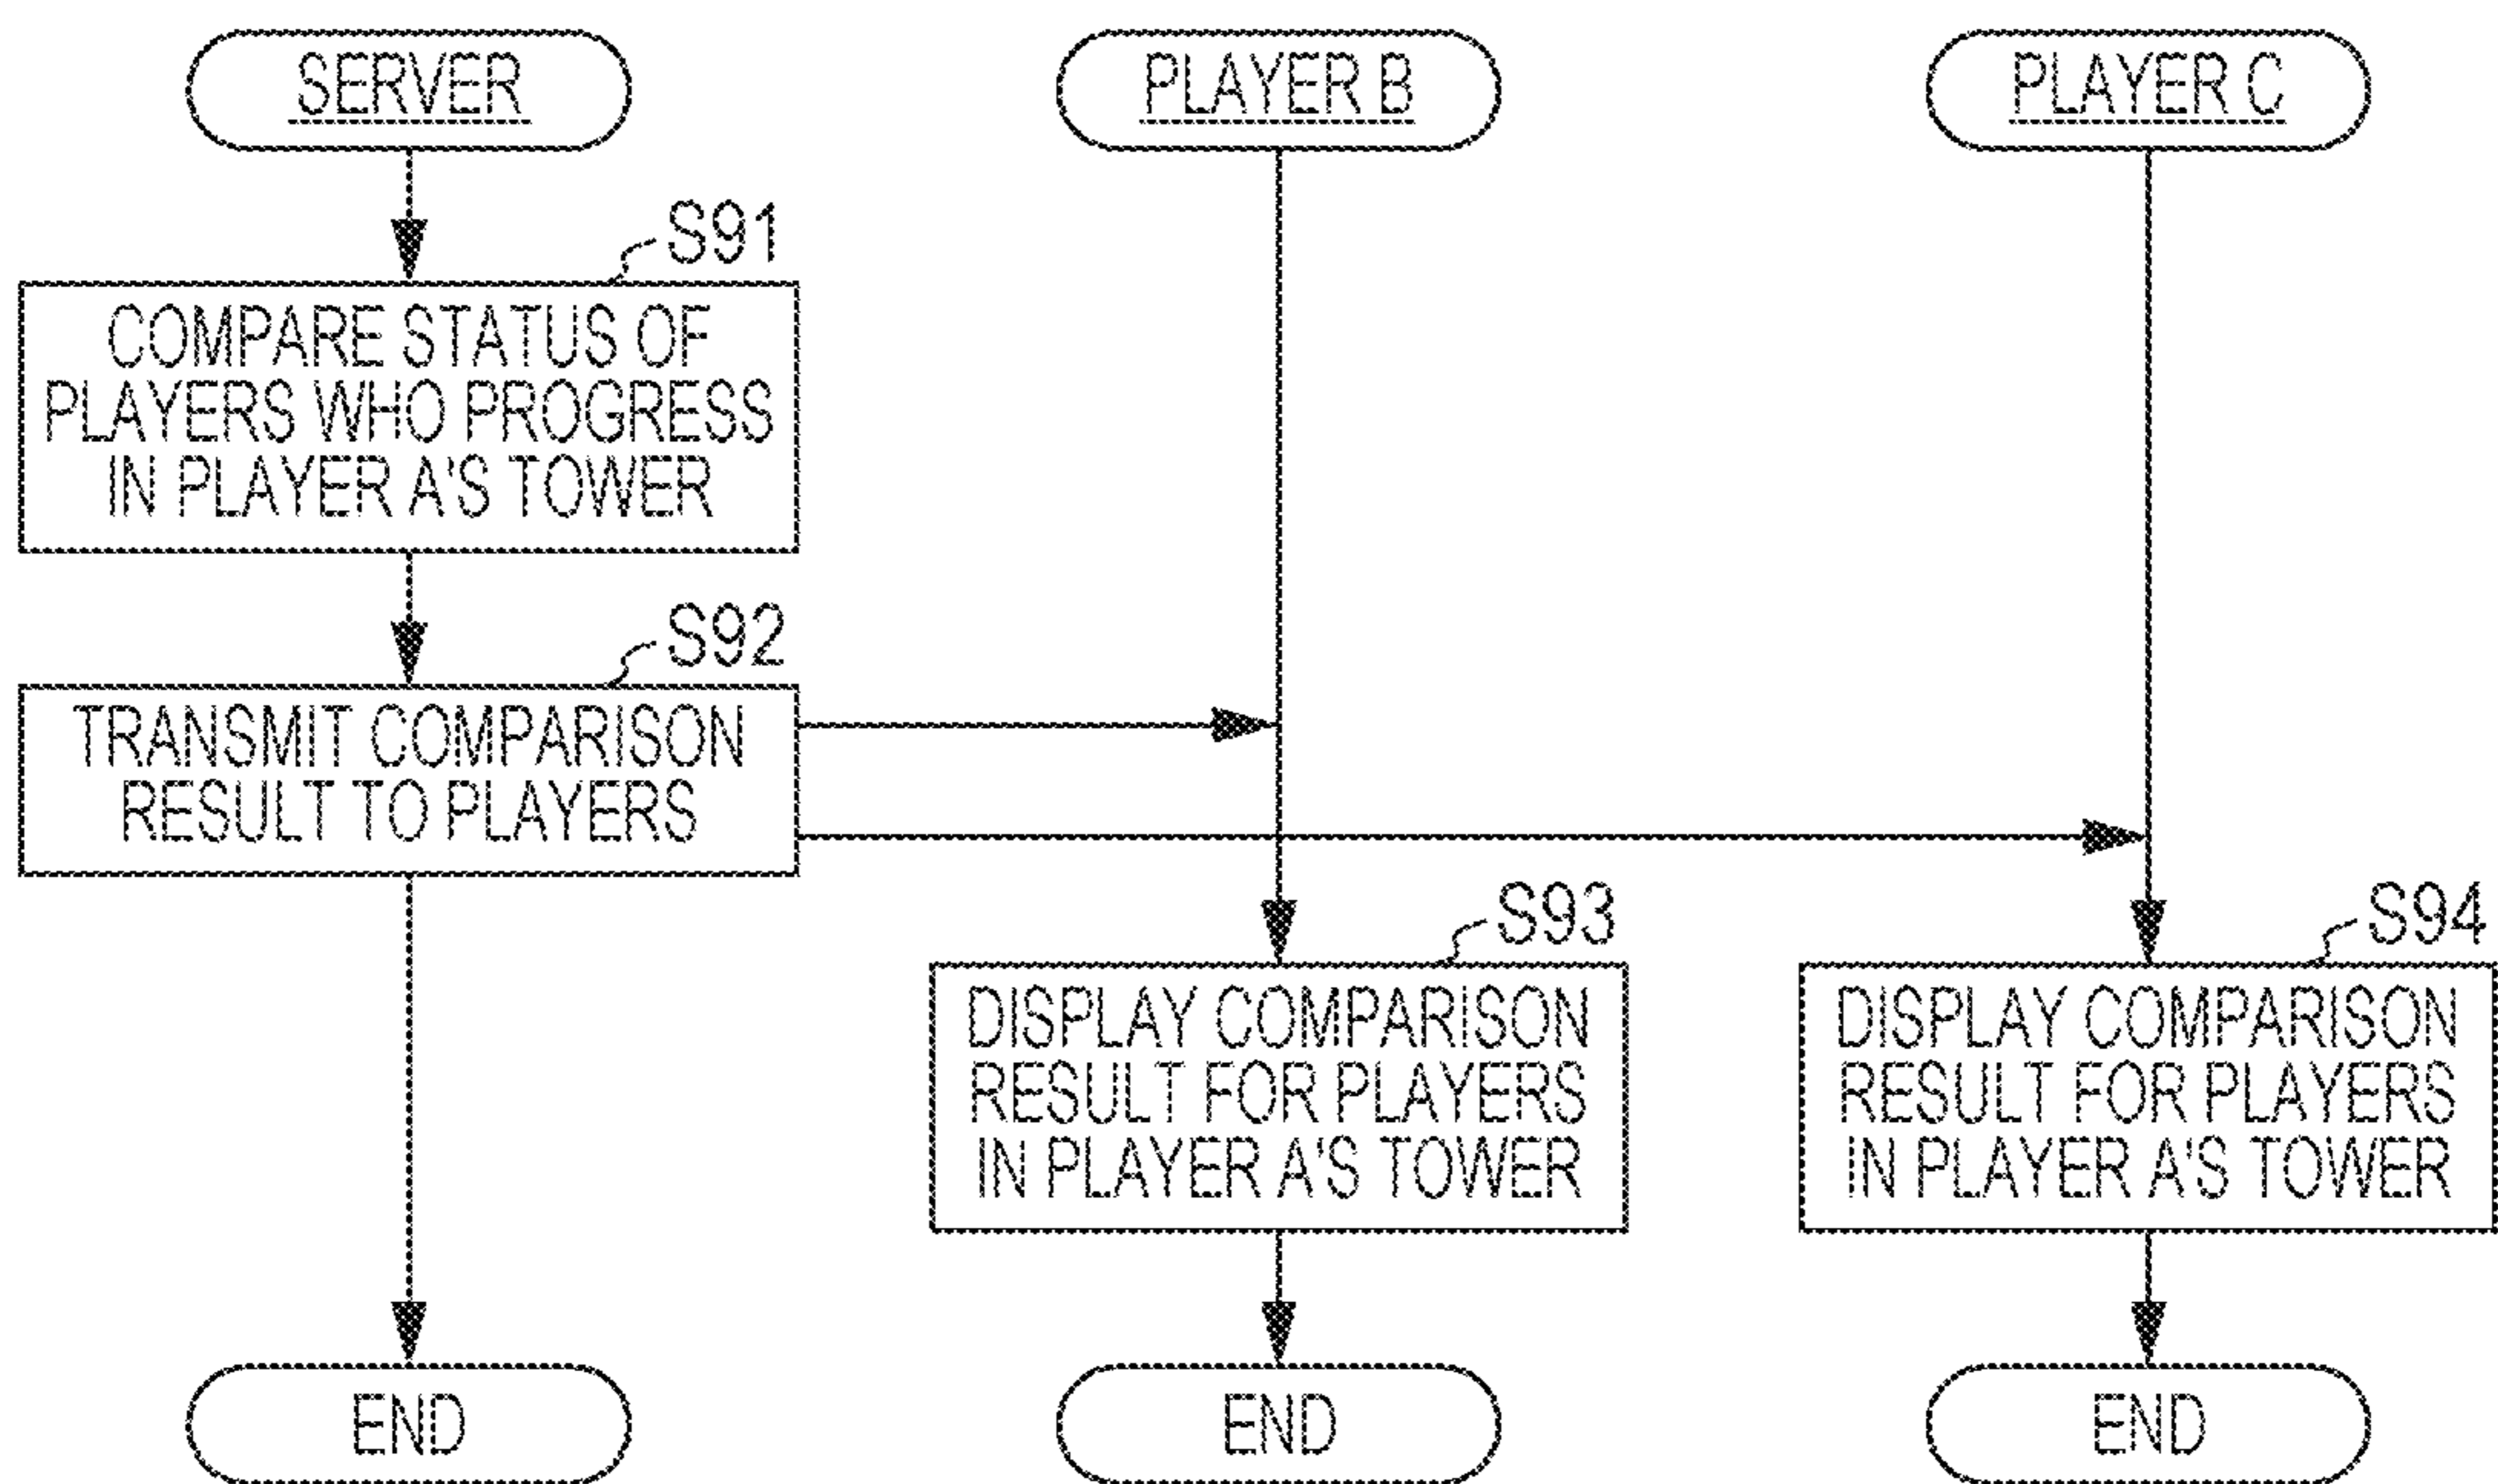 SERVER
PLAYER B
PLAYER C
S91
COMPARE STATUS OF
PLAYERS WHO PROGRESS
IN PLAYER A'S TOWER
S92
TRANSMIT COMPARISON
RESULT TO PLAYERS
S93
DISPLAY COMPARISON
RESULT FOR PLAYERS
IN PLAYER A'S TOWER
S94
DISPLAY COMPARISON
RESULT FOR PLAYERS
IN PLAYER A'S TOWER
END
END
END